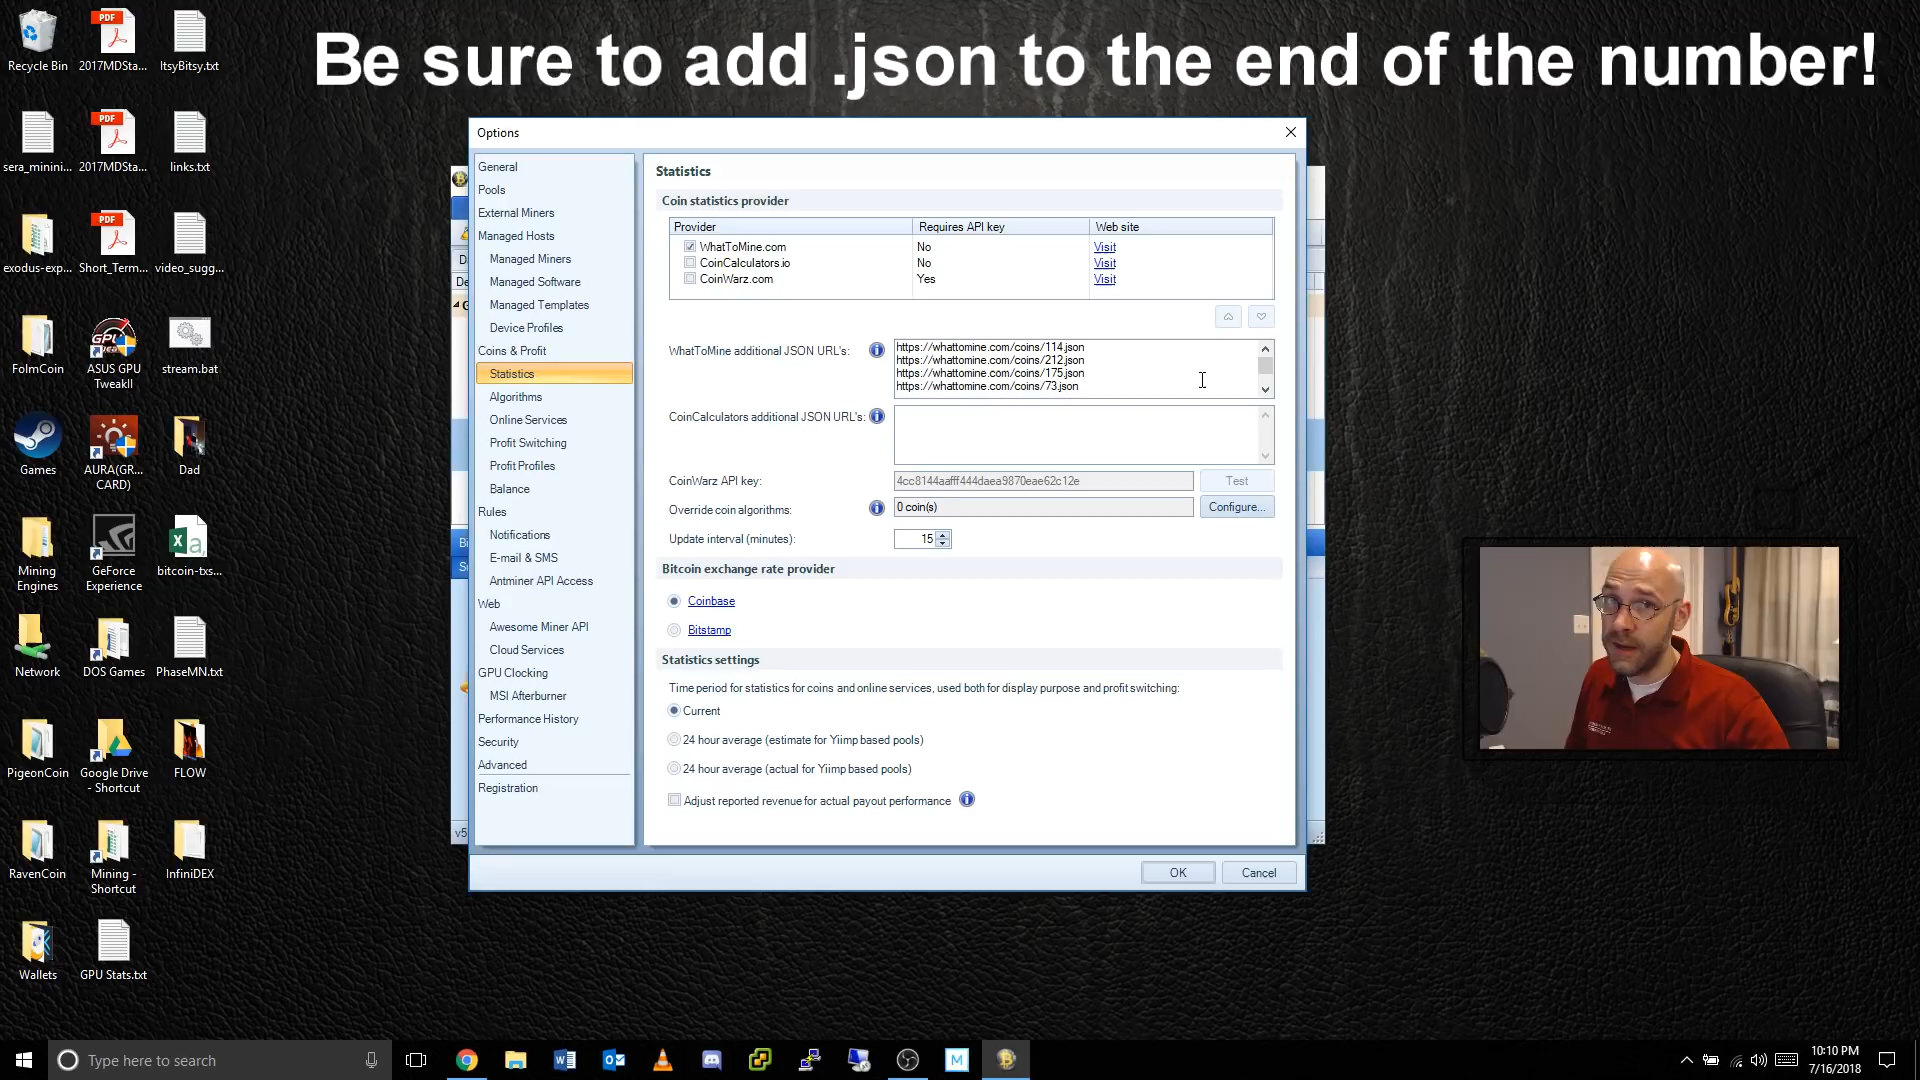 Be sure to add .json to the end of the number!
Recycle Bin
2017MDSta...
ItsyBitsy.txt
sera_minini...
2017MDSta...
links.txt
exodus-exp...
Short_Term...
video_sugg...
FolmCoin
ASUS GPU
TweakII
stream.bat
Games
AURA(GR...
CARD)
Dad
Mining
Engines
GeForce
Experience
bitcoin-txs...
Network
DOS Games
PhaseMN.txt
PigeonCoin
Google Drive
- Shortcut
FLOW
RavenCoin
Mining -
Shortcut
InfiniDEX
Wallets
GPU Stats.txt
Options
General
Pools
External Miners
Managed Hosts
Managed Miners
Managed Software
Managed Templates
Device Profiles
Coins & Profit
Statistics
Algorithms
Online Services
Profit Switching
Profit Profiles
Balance
Rules
Notifications
E-mail & SMS
Antminer API Access
Web
Awesome Miner API
Cloud Services
GPU Clocking
MSI Afterburner
Performance History
Security
Advanced
Registration
Statistics
Coin statistics provider
Provider Requires API key Web site
WhatToMine.com No Visit
CoinCalculators.io No Visit
CoinWarz.com Yes Visit
WhatToMine additional JSON URL's:
https://whattomine.com/coins/114.json
https://whattomine.com/coins/212.json
https://whattomine.com/coins/175.json
https://whattomine.com/coins/73.json
CoinCalculators additional JSON URL's:
CoinWarz API key: 4cc8144aafff444daea9870eae62c12e Test
Override coin algorithms: 0 coin(s) Configure...
Update interval (minutes): 15
Bitcoin exchange rate provider
Coinbase
Bitstamp
Statistics settings
Time period for statistics for coins and online services, used both for display purpose and profit switching:
Current
24 hour average (estimate for Yiimp based pools)
24 hour average (actual for Yiimp based pools)
Adjust reported revenue for actual payout performance
OK Cancel
v5
Type here to search
10:10 PM
7/16/2018